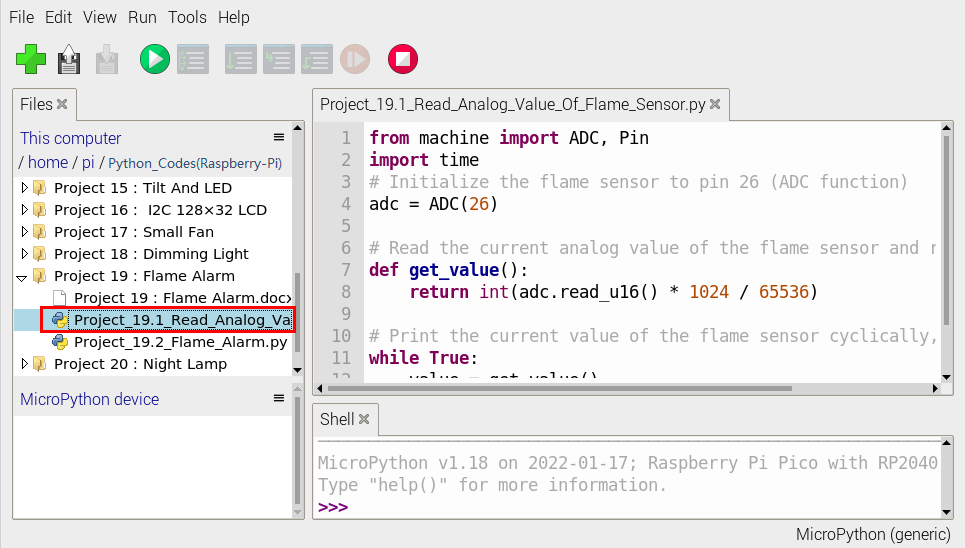 File Edit View Run Tools Help
Files
This computer
/ home / pi / Python_Codes(Raspberry-Pi)
Project 15 : Tilt And LED
Project 16 : I2C 128×32 LCD
Project 17 : Small Fan
Project 18 : Dimming Light
Project 19 : Flame Alarm
Project 19 : Flame Alarm.docx
Project_19.1_Read_Analog_Va
Project_19.2_Flame_Alarm.py
Project 20 : Night Lamp
MicroPython device
Project_19.1_Read_Analog_Value_Of_Flame_Sensor.py
1 from machine import ADC, Pin
2 import time
3 # Initialize the flame sensor to pin 26 (ADC function)
4 adc = ADC(26)
5
6 # Read the current analog value of the flame sensor and
7 def get_value():
8 return int(adc.read_u16() * 1024 / 65536)
9
10 # Print the current value of the flame sensor cyclically,
11 while True:
12 value = get_value()
Shell
MicroPython v1.18 on 2022-01-17; Raspberry Pi Pico with RP2040
Type "help()" for more information.
>>>
MicroPython (generic)